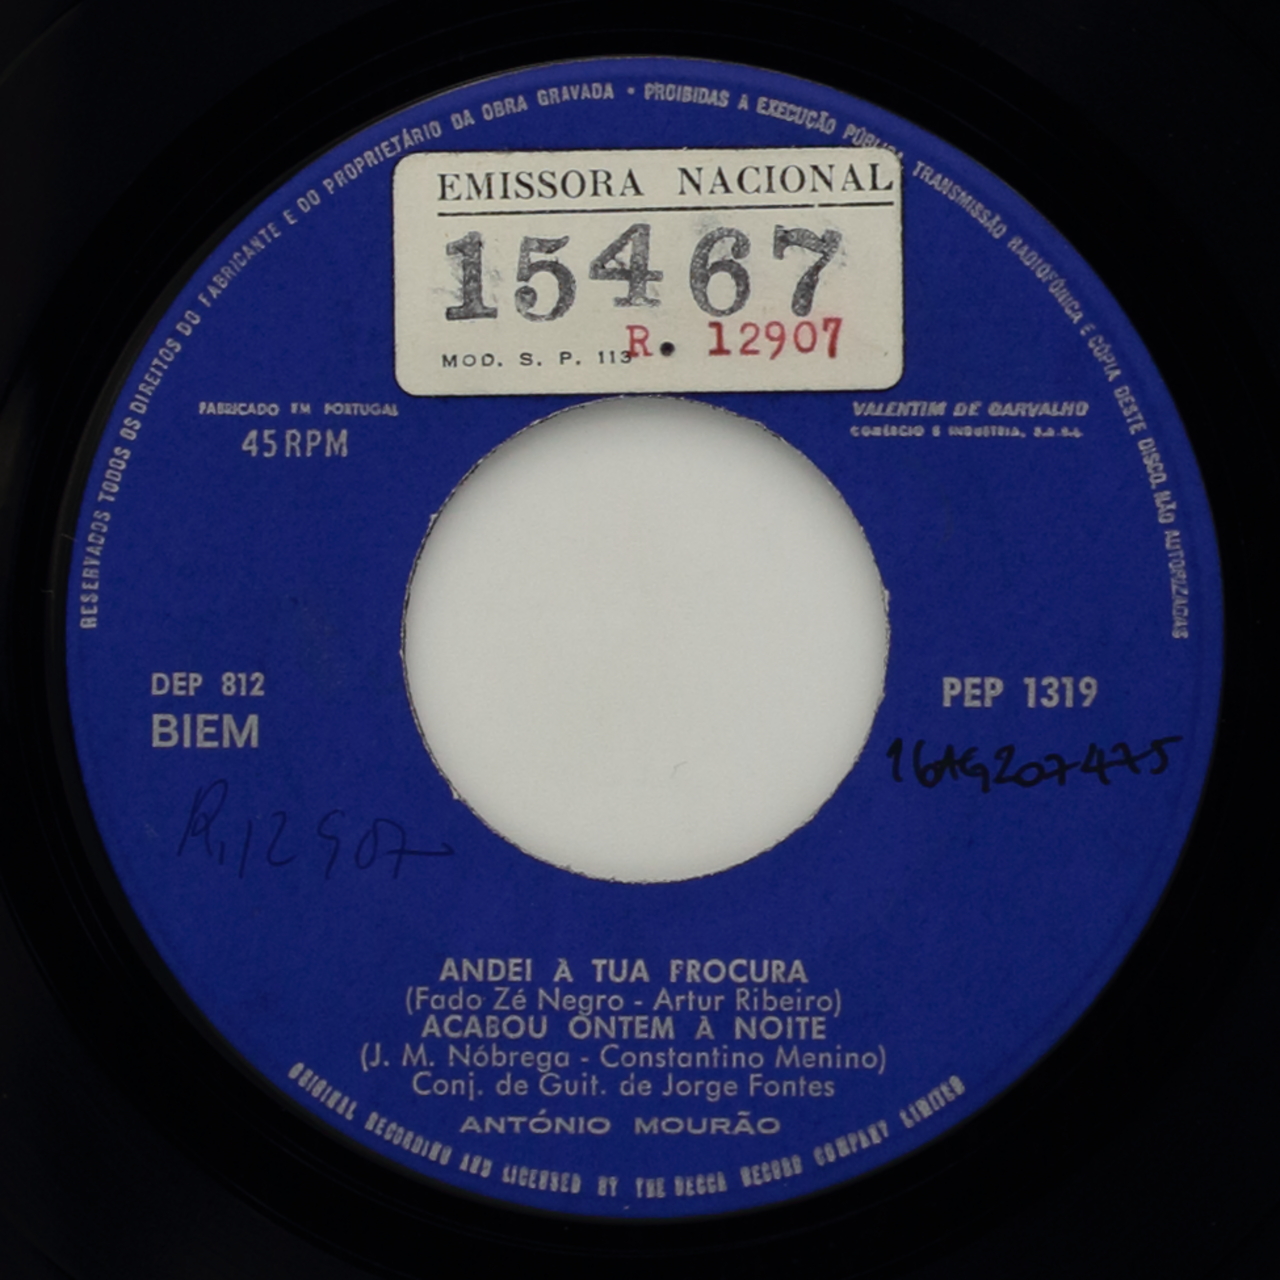 RESERVADOS TODOS OS DIREITOS DO FABRICANTE E DO PROPRIETÁRIO DA OBRA GRAVADA • PROIBIDAS A EXECUÇÃO PÚBLICA TRANSMISSÃO RADIOFÓNICA E CÓPIA DESTE DISCO, NÃO AUTORIZADAS
EMISSORA NACIONAL
15467
R. 12907
MOD. S. P. 113
FABRICADO EM PORTUGAL
45 RPM
VALENTIM DE CARVALHO
COMÉRCIO E INDÚSTRIA, S.A.R.L.
DEP 812
BIEM
PEP 1319
16AG207475
R. 12907
ANDEI À TUA FROCURA
(Fado Zé Negro - Artur Ribeiro)
ACABOU ONTEM À NOITE
(J. M. Nóbrega - Constantino Menino)
Conj. de Guit. de Jorge Fontes
ANTÓNIO MOURÃO
ORIGINAL RECORDING AND LICENSED BY THE DECCA RECORD COMPANY LIMITED